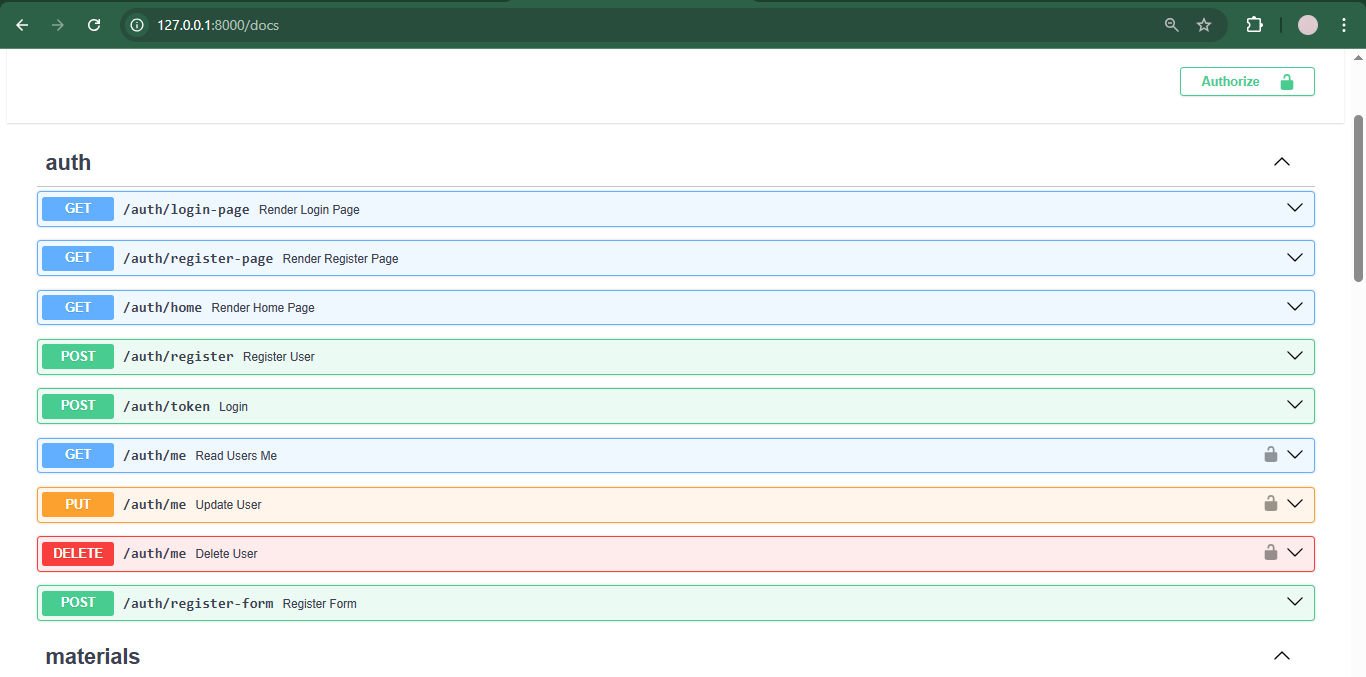 127.0.0.1:8000/docs
Authorize
auth
GET /auth/login-page Render Login Page
GET /auth/register-page Render Register Page
GET /auth/home Render Home Page
POST /auth/register Register User
POST /auth/token Login
GET /auth/me Read Users Me
PUT /auth/me Update User
DELETE /auth/me Delete User
POST /auth/register-form Register Form
materials